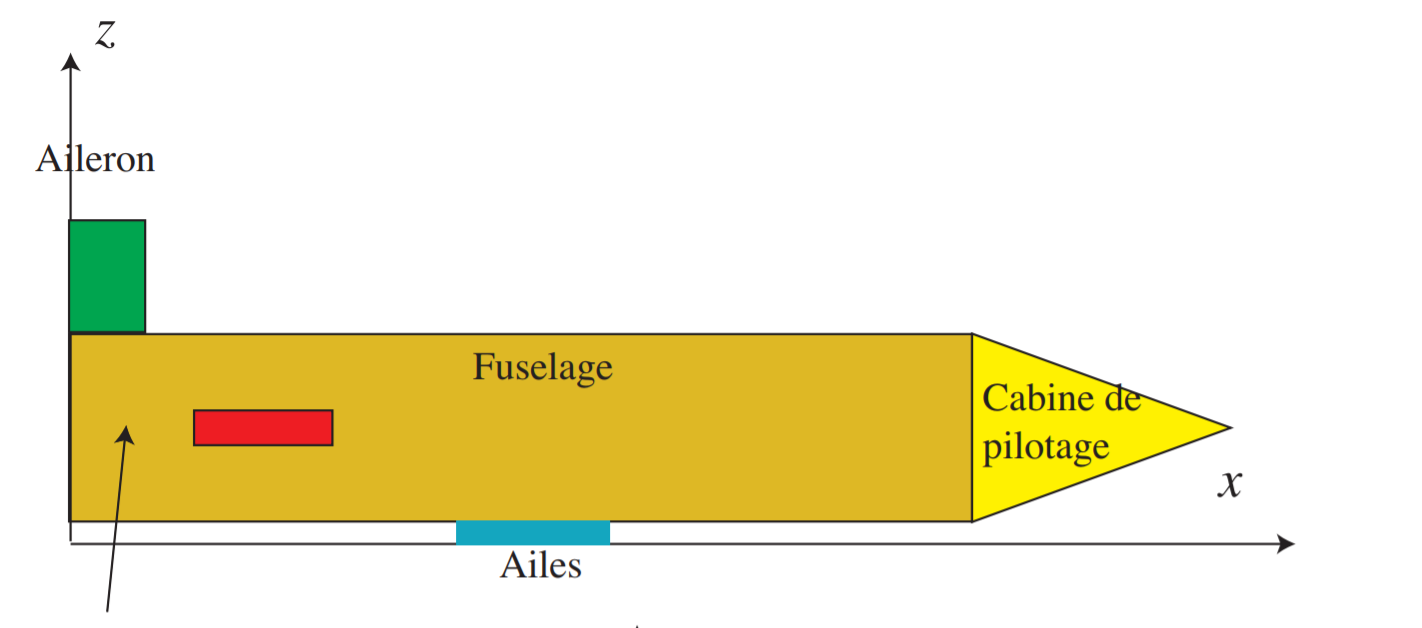 z
Aileron
Fuselage
Cabine de
pilotage
x
Ailes